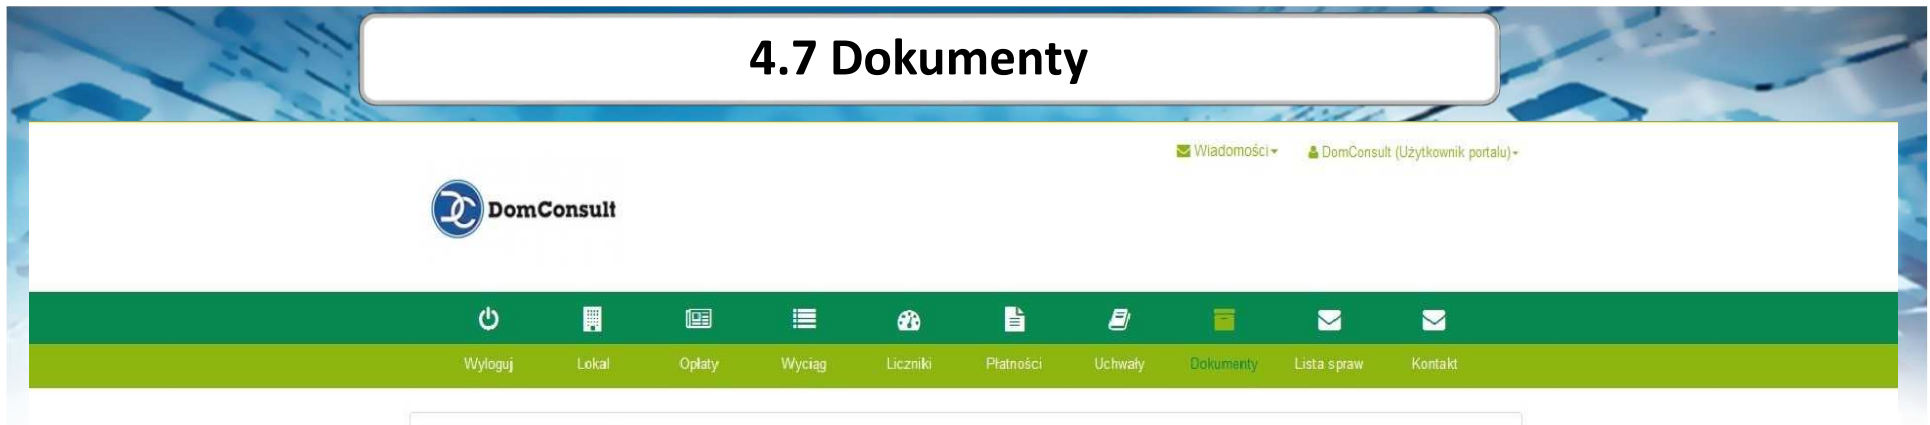 4.7 Dokumenty
Wiadomości
DomConsult (Użytkownik portalu)
DomConsult
Wyloguj Lokal Opłaty Wyciąg Liczniki Płatności Uchwały Dokumenty Lista spraw Kontakt